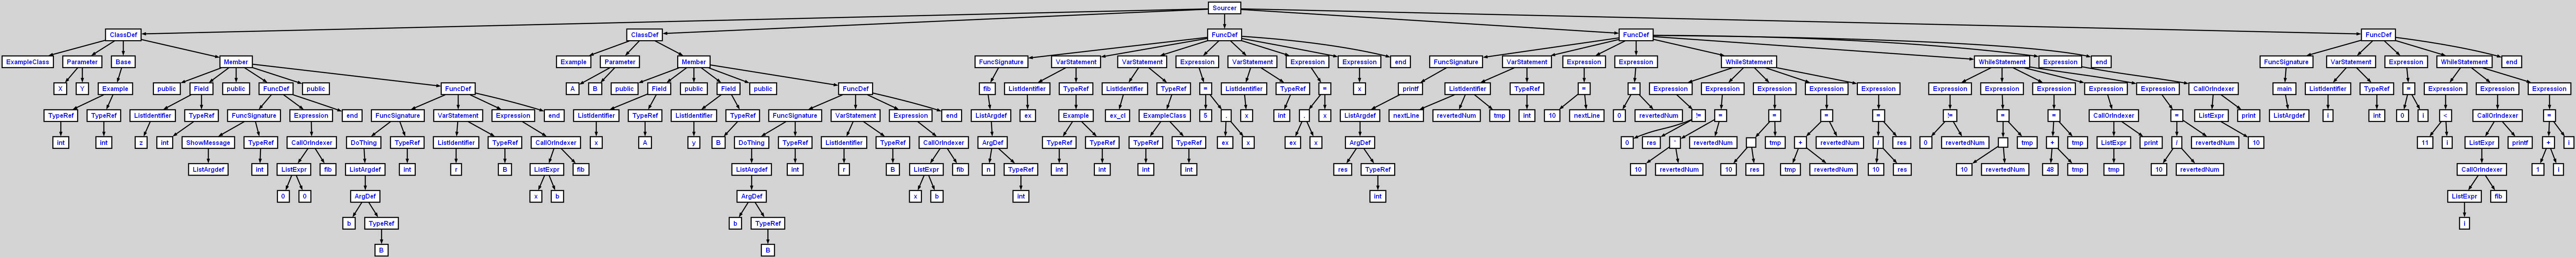 Sourcer
ClassDef ClassDef FuncDef FuncDef FuncDef
ExampleClass Parameter Base Member Example Parameter Member FuncSignature VarStatement VarStatement Expression VarStatement Expression Expression end FuncSignature VarStatement Expression Expression WhileStatement WhileStatement Expression end FuncSignature VarStatement Expression WhileStatement end
X Y Example public Field public FuncDef public FuncDef A B public Field public Field public FuncDef fib ListIdentifier TypeRef ListIdentifier TypeRef = ListIdentifier TypeRef = x printf ListIdentifier TypeRef = = Expression Expression Expression Expression Expression Expression Expression Expression Expression Expression CallOrIndexer main ListIdentifier TypeRef = Expression Expression Expression
TypeRef TypeRef ListIdentifier TypeRef FuncSignature Expression end FuncSignature VarStatement Expression end ListIdentifier TypeRef ListIdentifier TypeRef FuncSignature VarStatement Expression end ListArgdef ex Example ex_cl ExampleClass 5 . x int . x ListArgdef nextLine revertedNum tmp int 10 nextLine 0 revertedNum != = = = = != = = CallOrIndexer = ListExpr print ListArgdef i int 0 i < CallOrIndexer =
int int z int ShowMessage TypeRef CallOrIndexer DoThing TypeRef ListIdentifier TypeRef CallOrIndexer x A y B DoThing TypeRef ListIdentifier TypeRef CallOrIndexer ArgDef TypeRef TypeRef TypeRef TypeRef ex x ex x ArgDef 0 res * revertedNum tmp + revertedNum / res 0 revertedNum tmp + tmp ListExpr print / revertedNum 10 11 i ListExpr printf + i
ListArgdef int ListExpr fib ListArgdef int r B ListExpr fib ListArgdef int r B ListExpr fib n TypeRef int int int int res TypeRef 10 revertedNum 10 res tmp revertedNum 10 res 10 revertedNum 48 tmp tmp 10 revertedNum CallOrIndexer 1 i
0 0 ArgDef x b ArgDef x b int int ListExpr fib
b TypeRef b TypeRef i
B B